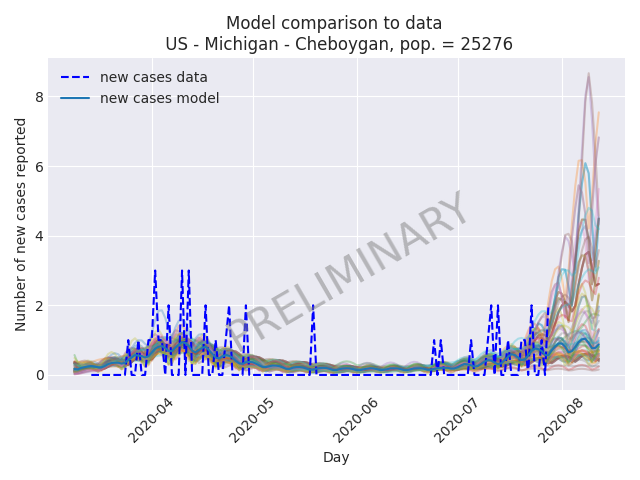 Model comparison to data
US - Michigan - Cheboygan, pop. = 25276
new cases data
new cases model
PRELIMINARY
Number of new cases reported
8
6
4
2
0
2020-04
2020-05
2020-06
2020-07
2020-08
Day